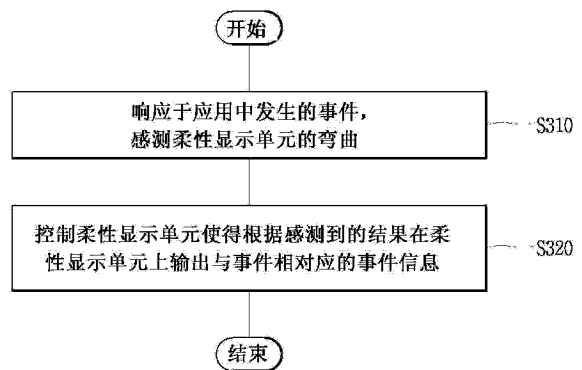 开始
响应于应用中发生的事件，
感测柔性显示单元的弯曲
S310
控制柔性显示单元使得根据感测到的结果在柔
性显示单元上输出与事件相对应的事件信息
S320
结束